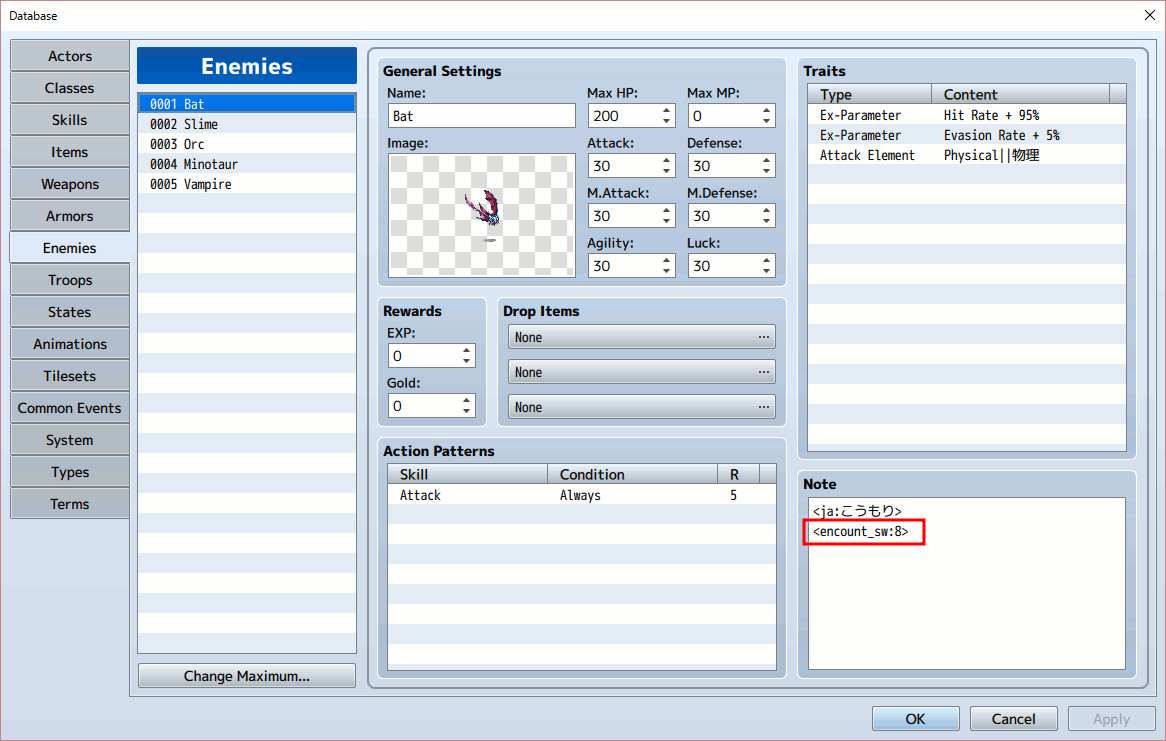 Database
Actors
Classes
Skills
Items
Weapons
Armors
Enemies
Troops
States
Animations
Tilesets
Common Events
System
Types
Terms
Enemies
0001 Bat
0002 Slime
0003 Orc
0004 Minotaur
0005 Vampire
Change Maximum...
General Settings
Name:
Bat
Image:
Max HP: Max MP:
200 0
Attack: Defense:
30 30
M.Attack: M.Defense:
30 30
Agility: Luck:
30 30
Rewards
EXP:
0
Gold:
0
Drop Items
None ...
None ...
None ...
Action Patterns
Skill Condition R
Attack Always 5
Traits
Type Content
Ex-Parameter Hit Rate + 95%
Ex-Parameter Evasion Rate + 5%
Attack Element Physical||物理
Note
<ja:こうもり>
<encount_sw:8>
OK Cancel Apply